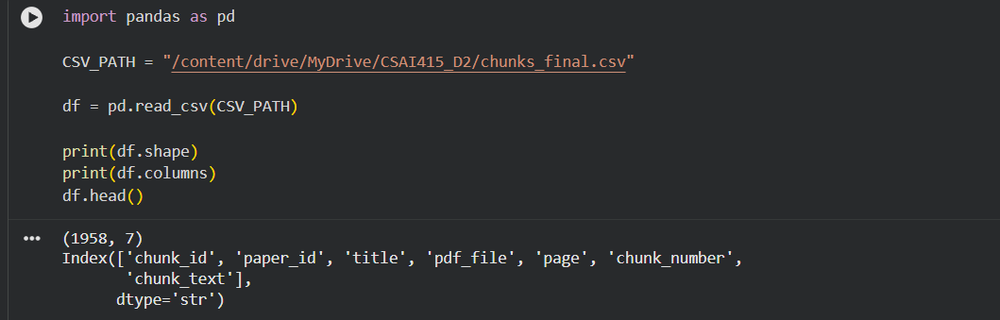 import pandas as pd
CSV_PATH = "/content/drive/MyDrive/CSAI415_D2/chunks_final.csv"
df = pd.read_csv(CSV_PATH)
print(df.shape)
print(df.columns)
df.head()
(1958, 7)
Index(['chunk_id', 'paper_id', 'title', 'pdf_file', 'page', 'chunk_number',
       'chunk_text'],
      dtype='str')